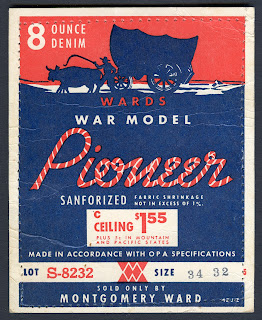 8 OUNCE
DENIM
WARDS
WAR MODEL
Pioneer
SANFORIZED FABRIC SHRINKAGE
NOT IN EXCESS OF 1%.
C
CEILING $1.55
PLUS 7¢ IN MOUNTAIN
AND PACIFIC STATES
MADE IN ACCORDANCE WITH OPA SPECIFICATIONS
LOT S-8232 SIZE 34 32
SOLD ONLY BY
MONTGOMERY WARD